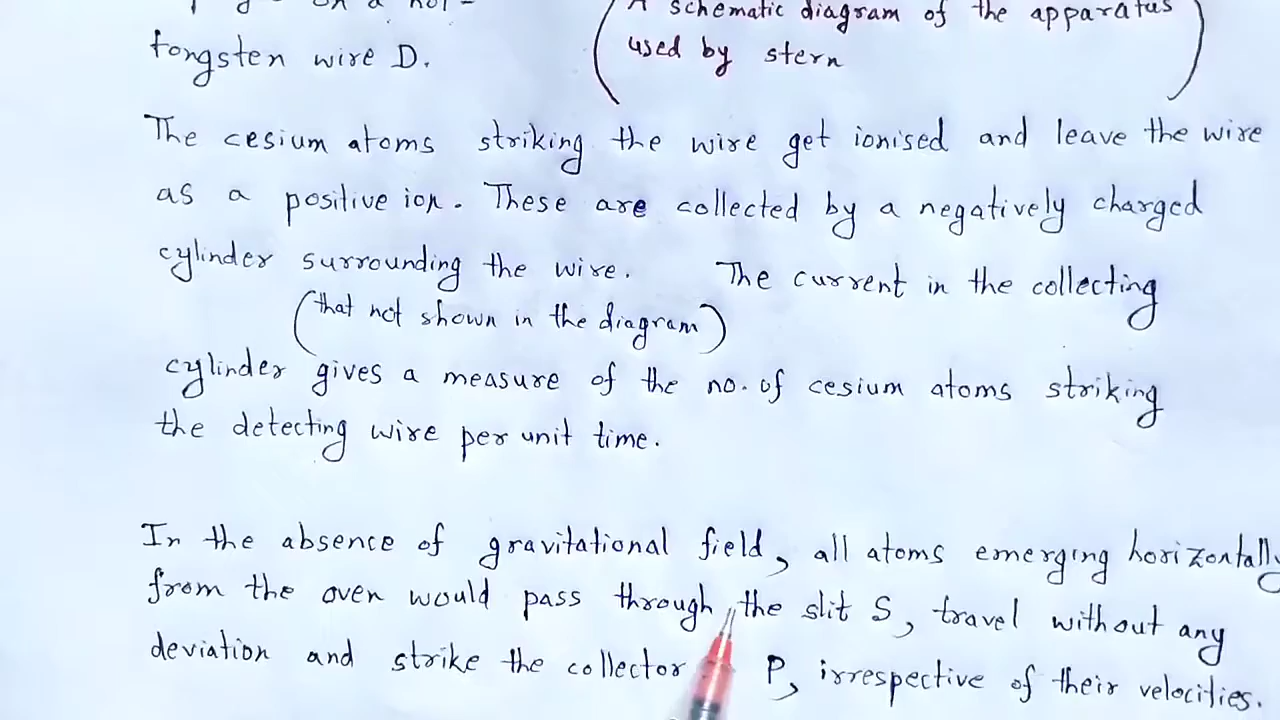 on a hot-
tongsten wire D.
(A schematic diagram of the apparatus
used by stern)
The cesium atoms striking the wire get ionised and leave the wire
as a positive ion. These are collected by a negatively charged
cylinder surrounding the wire. The current in the collecting
(that not shown in the diagram)
cylinder gives a measure of the no. of cesium atoms striking
the detecting wire per unit time.
In the absence of gravitational field, all atoms emerging horizontally
from the oven would pass through the slit S, travel without any
deviation and strike the collector P, irrespective of their velocities.